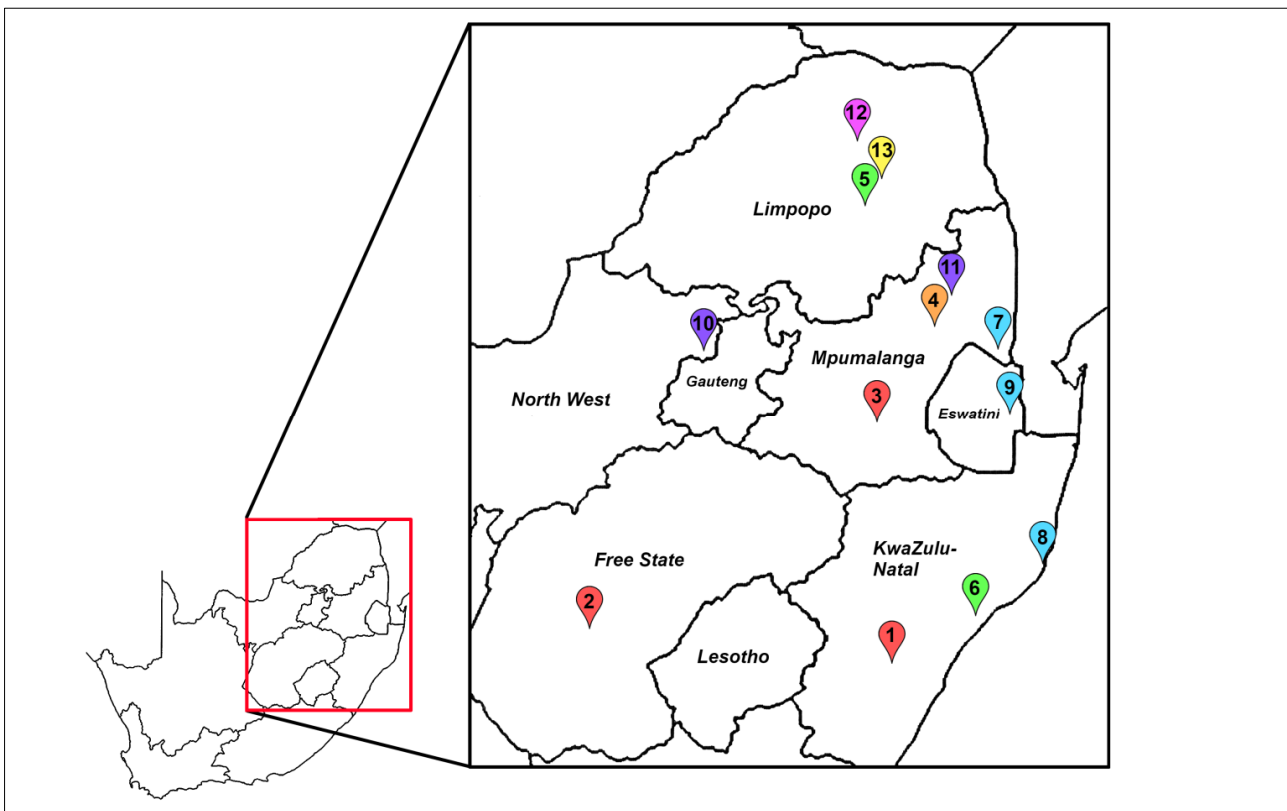 12
13
5
Limpopo
11
4
10
7
Mpumalanga
Gauteng
9
3
North West
Eswatini
8
KwaZulu-
Natal
Free State
6
2
1
Lesotho